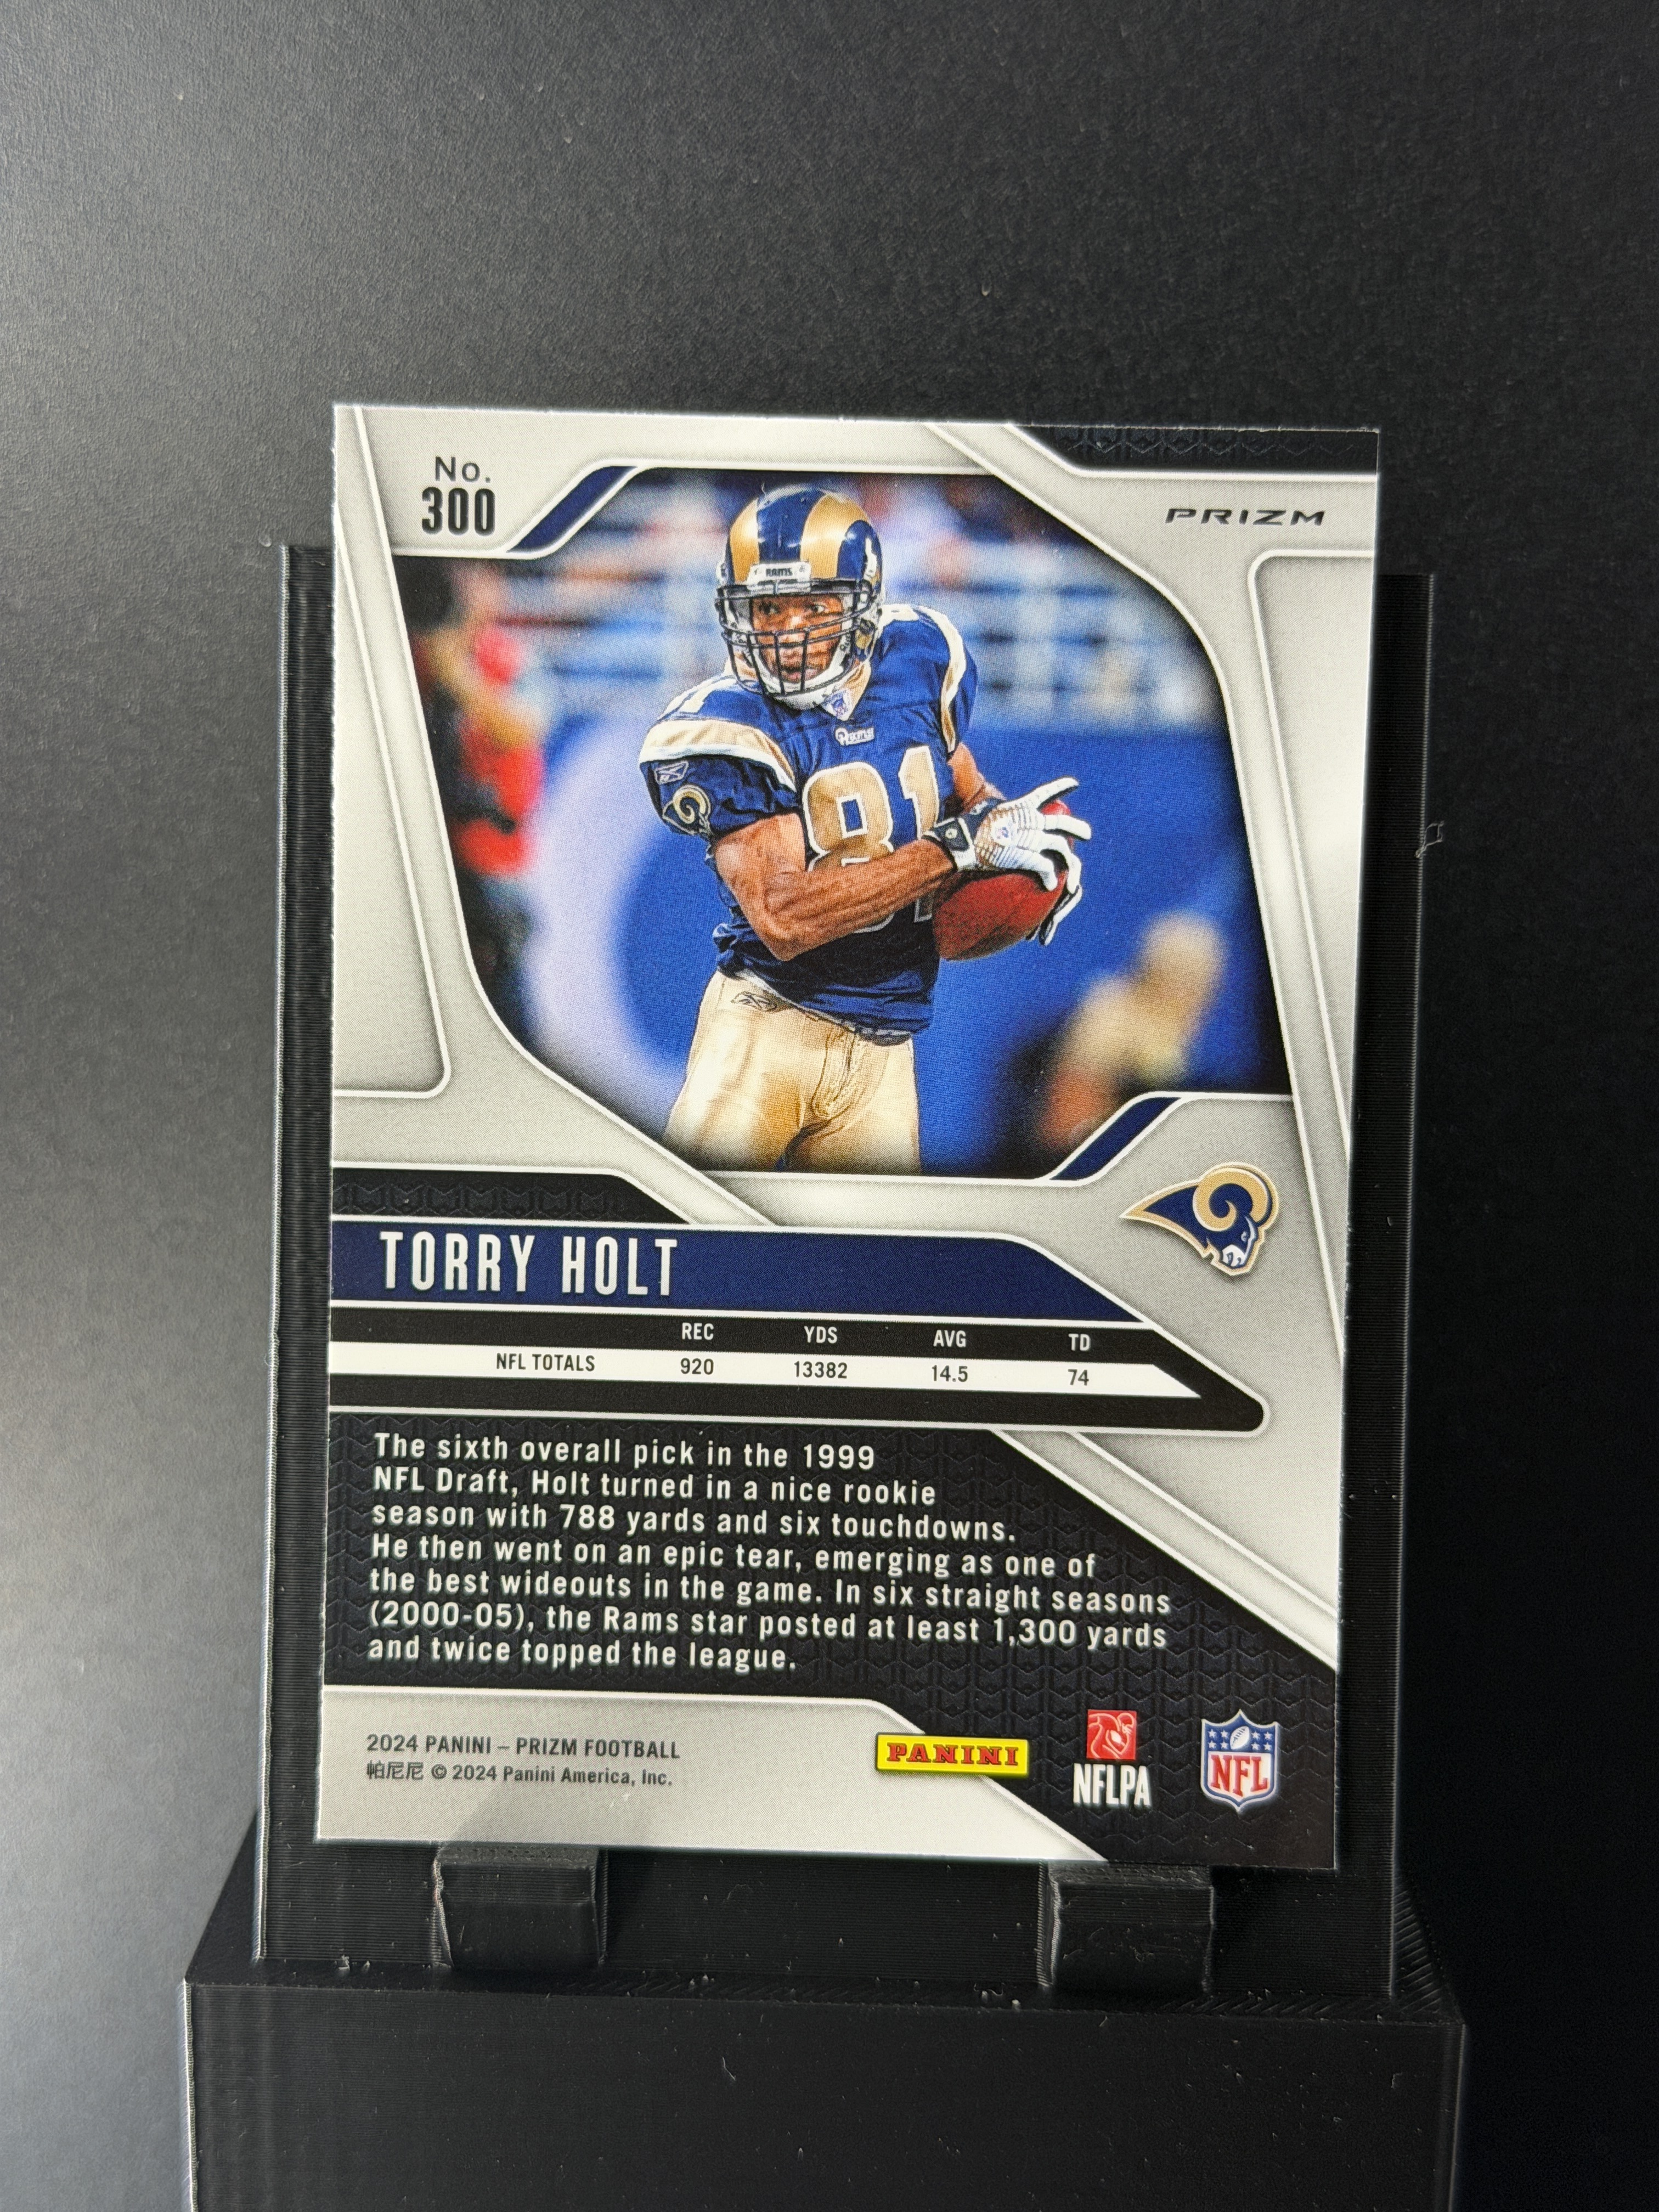 No.
300
PRIZM
RAMS
Rams
81
81
TORRY HOLT
REC YDS AVG TD
NFL TOTALS 920 13382 14.5 74
The sixth overall pick in the 1999
NFL Draft, Holt turned in a nice rookie
season with 788 yards and six touchdowns.
He then went on an epic tear, emerging as one of
the best wideouts in the game. In six straight seasons
(2000-05), the Rams star posted at least 1,300 yards
and twice topped the league.
2024 PANINI – PRIZM FOOTBALL
帕尼尼 © 2024 Panini America, Inc.
PANINI
NFLPA
NFL